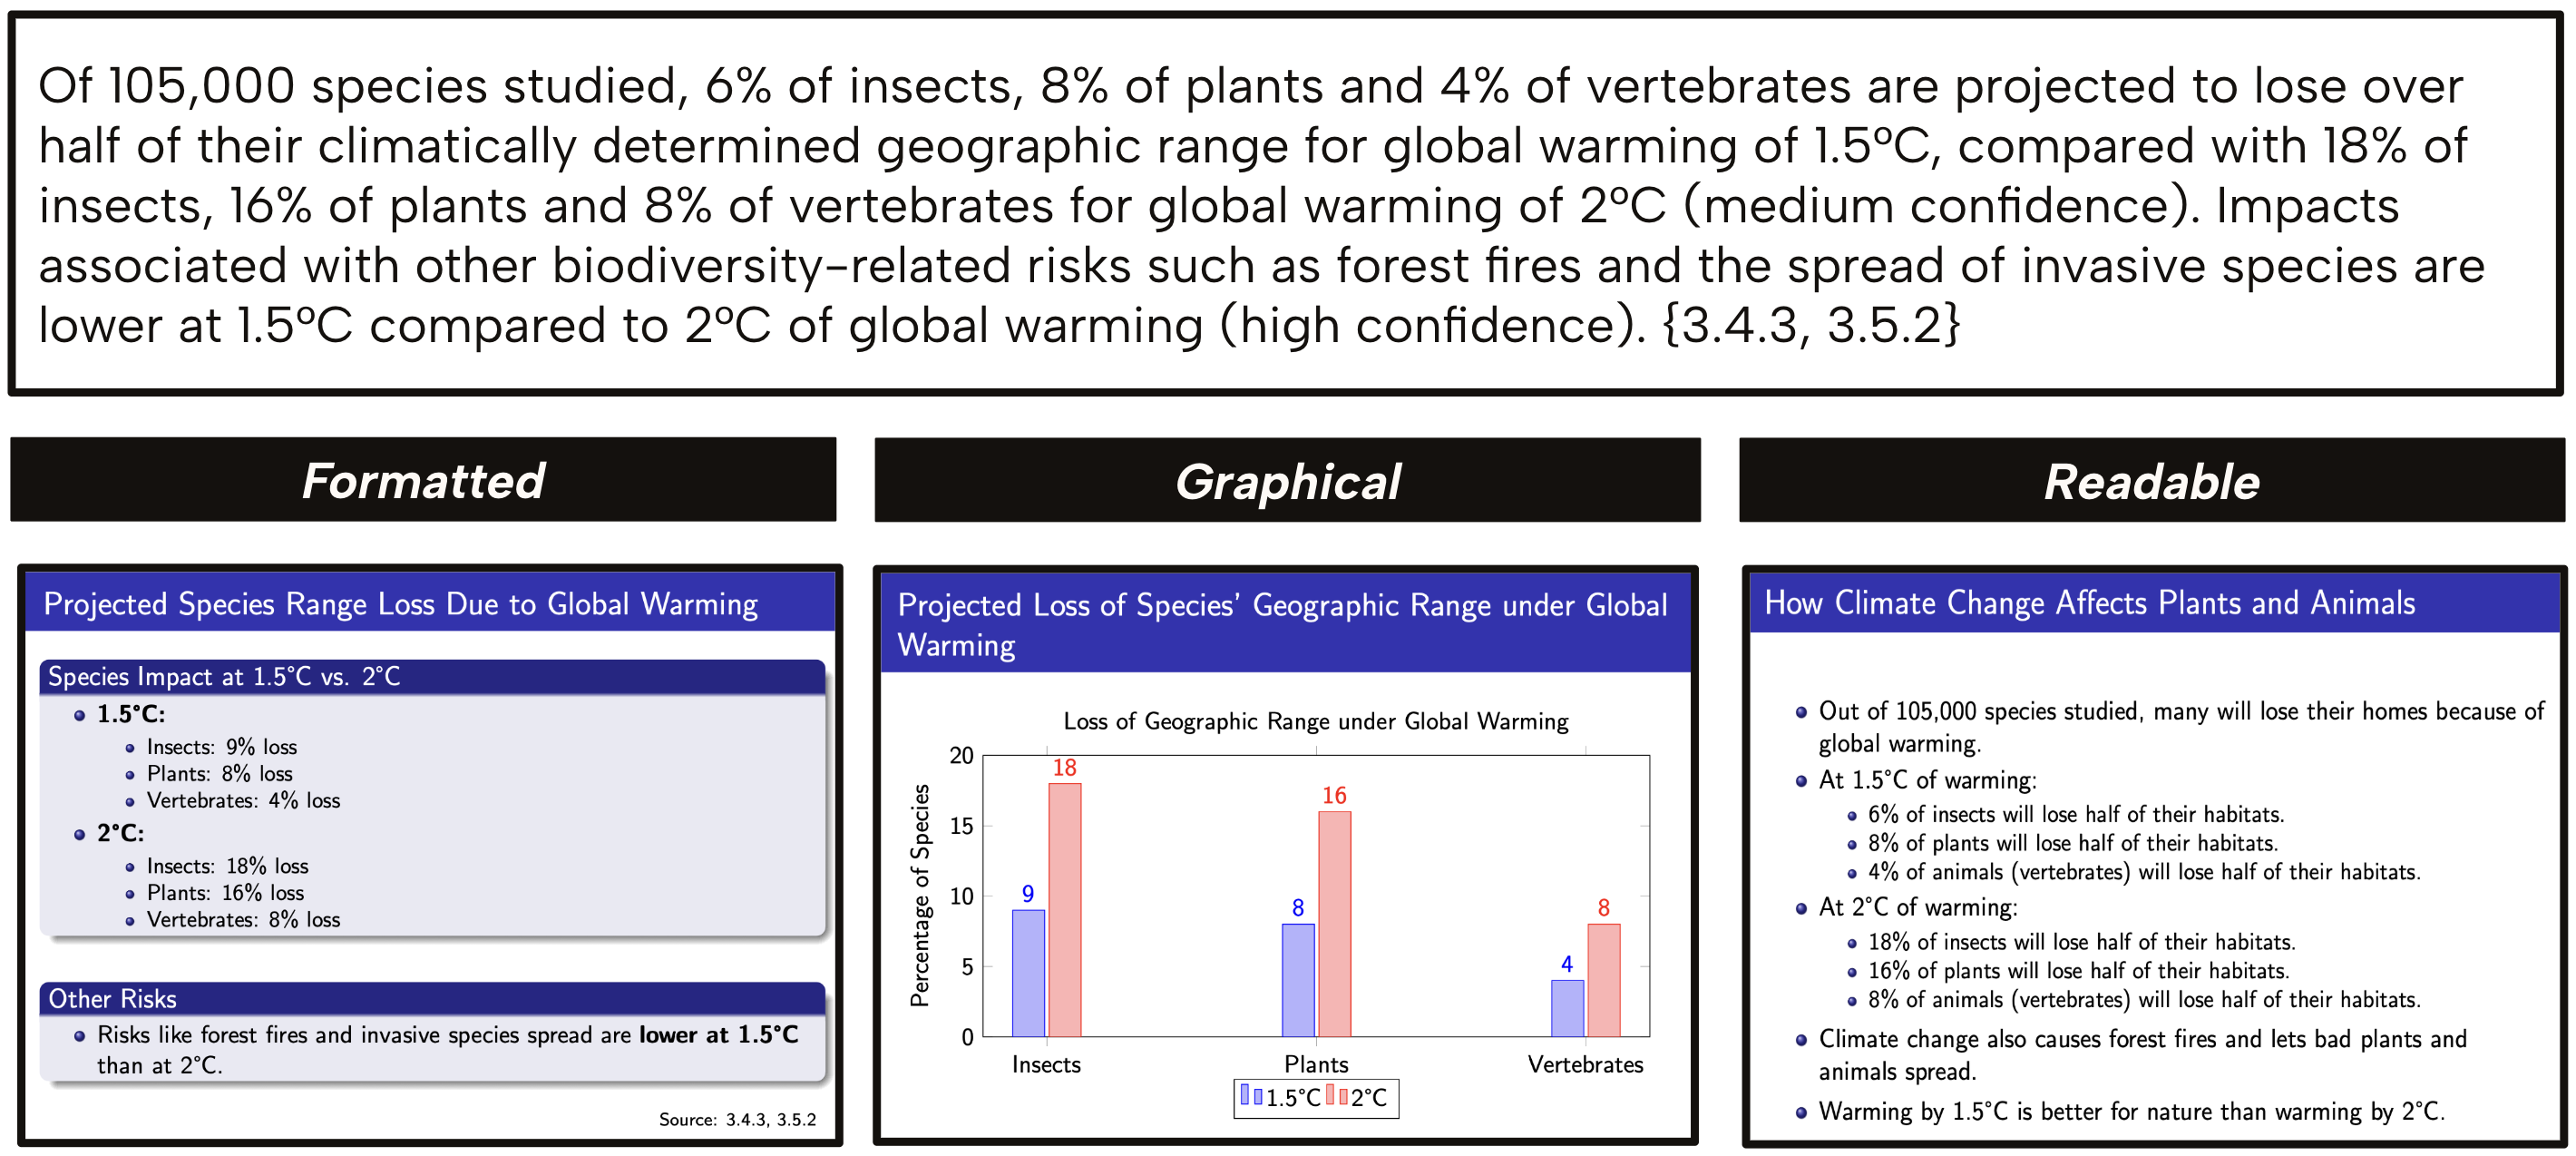 Of 105,000 species studied, 6% of insects, 8% of plants and 4% of vertebrates are projected to lose over
half of their climatically determined geographic range for global warming of 1.5°C, compared with 18% of
insects, 16% of plants and 8% of vertebrates for global warming of 2°C (medium confidence). Impacts
associated with other biodiversity-related risks such as forest fires and the spread of invasive species are
lower at 1.5°C compared to 2°C of global warming (high confidence). {3.4.3, 3.5.2}
Formatted
Projected Species Range Loss Due to Global Warming
Species Impact at 1.5°C vs. 2°C
1.5°C:
Insects: 9% loss
Plants: 8% loss
Vertebrates: 4% loss
2°C:
Insects: 18% loss
Plants: 16% loss
Vertebrates: 8% loss
Other Risks
Risks like forest fires and invasive species spread are lower at 1.5°C
than at 2°C.
Source: 3.4.3, 3.5.2
Graphical
Projected Loss of Species' Geographic Range under Global
Warming
Loss of Geographic Range under Global Warming
Percentage of Species
20
15
10
5
0
9
18
8
16
4
8
Insects
Plants
Vertebrates
1.5°C
2°C
Readable
How Climate Change Affects Plants and Animals
Out of 105,000 species studied, many will lose their homes because of
global warming.
At 1.5°C of warming:
6% of insects will lose half of their habitats.
8% of plants will lose half of their habitats.
4% of animals (vertebrates) will lose half of their habitats.
At 2°C of warming:
18% of insects will lose half of their habitats.
16% of plants will lose half of their habitats.
8% of animals (vertebrates) will lose half of their habitats.
Climate change also causes forest fires and lets bad plants and
animals spread.
Warming by 1.5°C is better for nature than warming by 2°C.